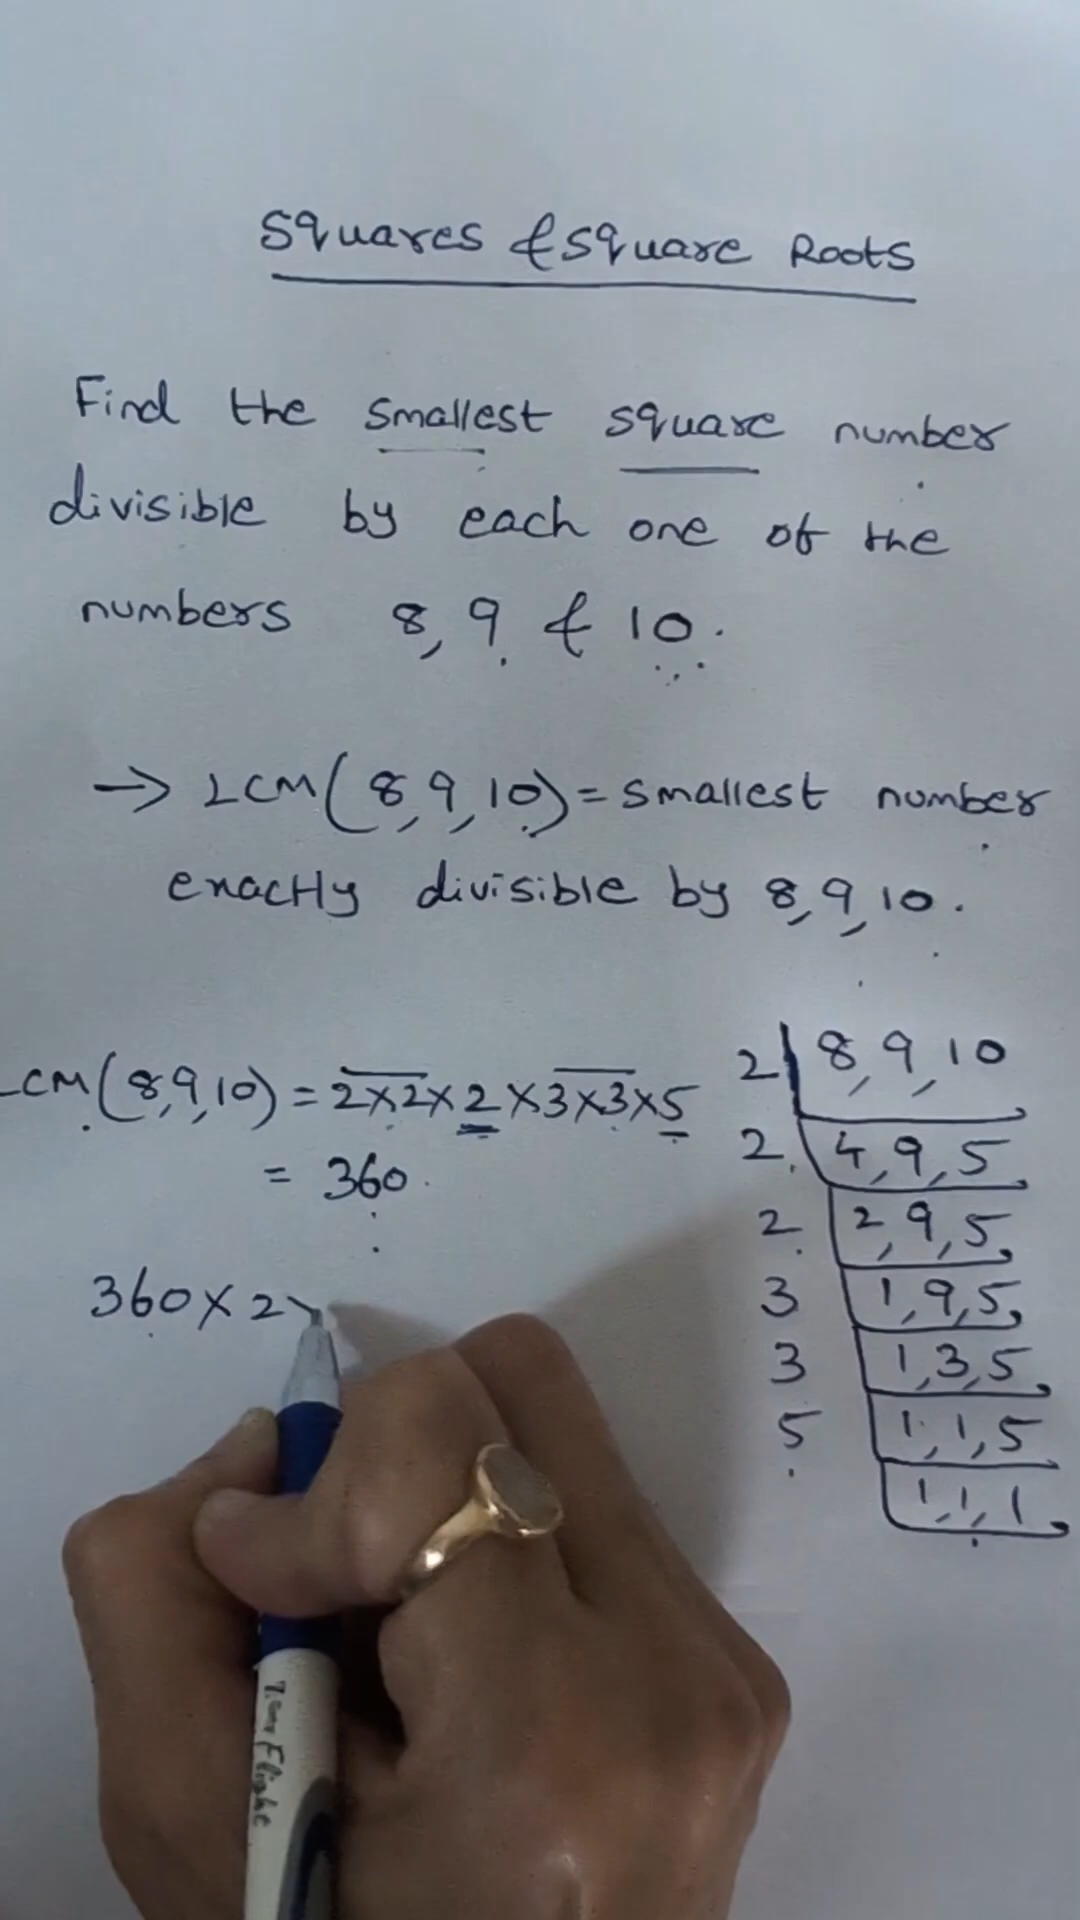 Squares & Square Roots
Find the smallest square number
divisible by each one of the
numbers 8, 9 & 10.
→ LCM(8,9,10) = smallest number
exactly divisible by 8,9,10.
LCM(8,9,10) = 2×2×2×3×3×5
= 360.
360×2×
2 | 8, 9, 10
2 | 4, 9, 5
2 | 2, 9, 5
3 | 1, 9, 5
3 | 1, 3, 5
5 | 1, 1, 5
1, 1, 1
Flight